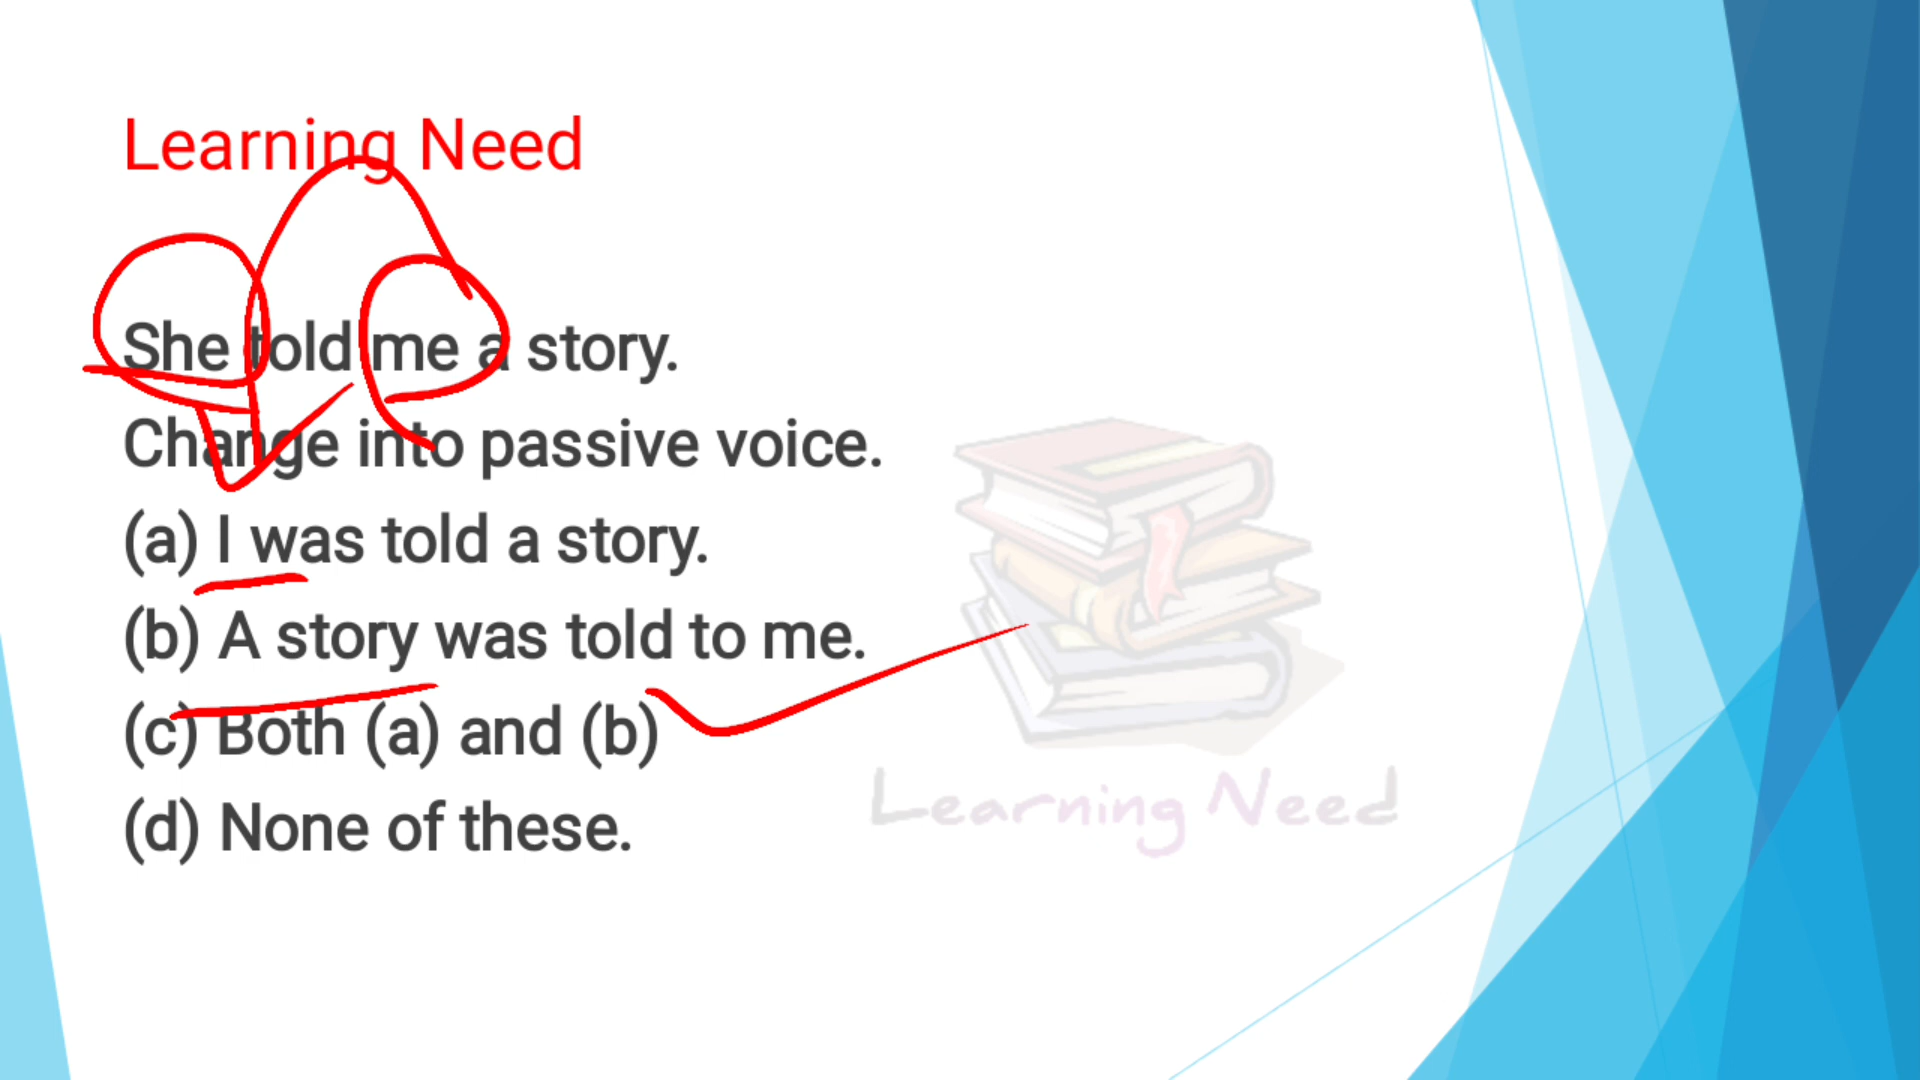 Learning Need
She told me a story.
Change into passive voice.
(a) I was told a story.
(b) A story was told to me.
(c) Both (a) and (b)
(d) None of these.
Learning Need